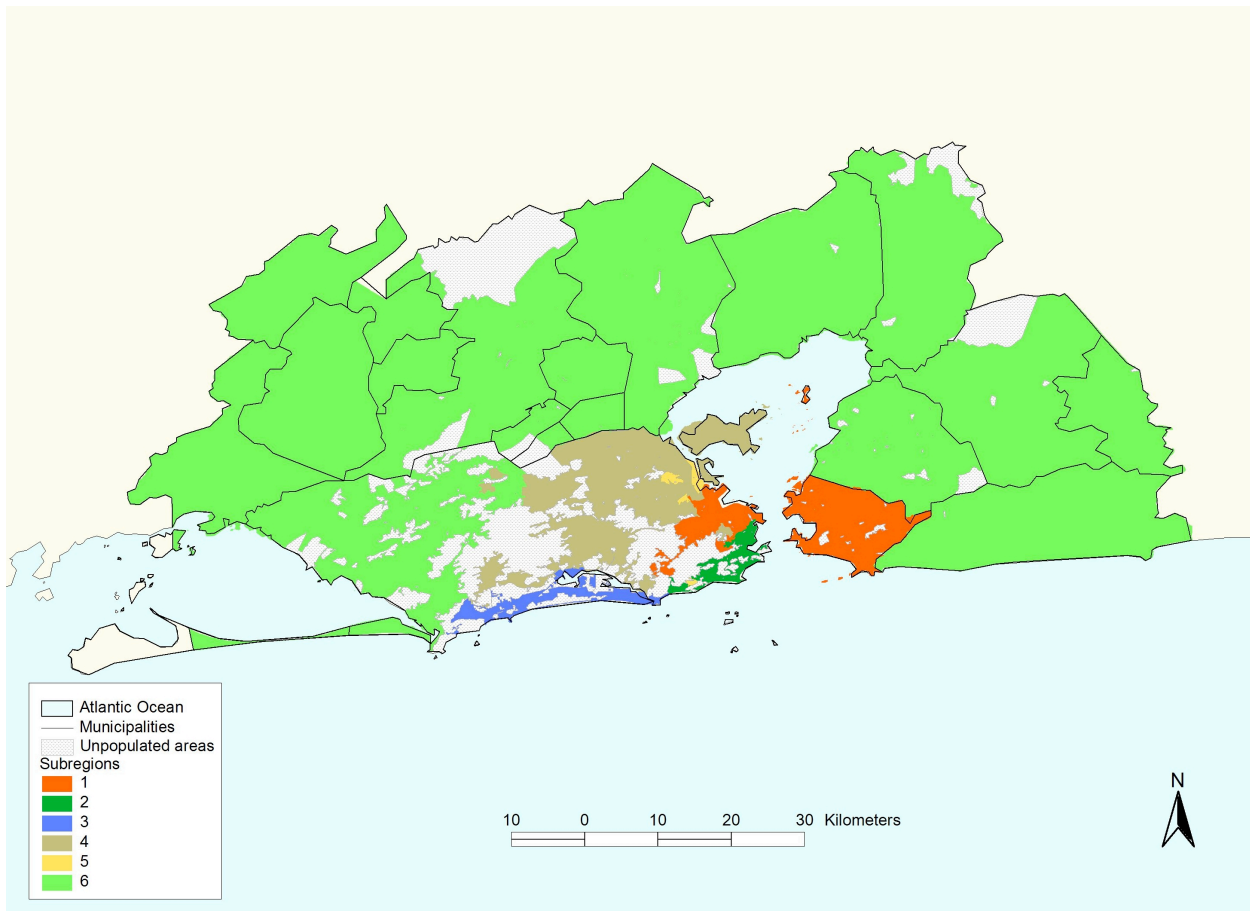 Atlantic Ocean
Municipalities
Unpopulated areas
Subregions
1
2
3
4
5
6
10 0 10 20 30 Kilometers
N